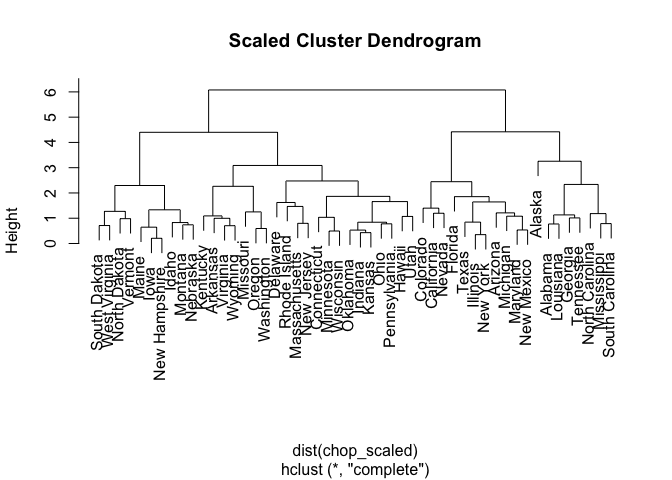 Scaled Cluster Dendrogram
Height
6
5
4
3
2
1
0
South Dakota
West Virginia
North Dakota
Vermont
Maine
Iowa
New Hampshire
Idaho
Montana
Nebraska
Kentucky
Arkansas
Virginia
Wyoming
Missouri
Oregon
Washington
Delaware
Rhode Island
Massachusetts
New Jersey
Connecticut
Minnesota
Wisconsin
Oklahoma
Indiana
Kansas
Ohio
Pennsylvania
Hawaii
Utah
Colorado
California
Nevada
Florida
Texas
Illinois
New York
Arizona
Michigan
Maryland
New Mexico
Alaska
Alabama
Louisiana
Georgia
Tennessee
North Carolina
Mississippi
South Carolina
dist(chop_scaled)
hclust (*, "complete")